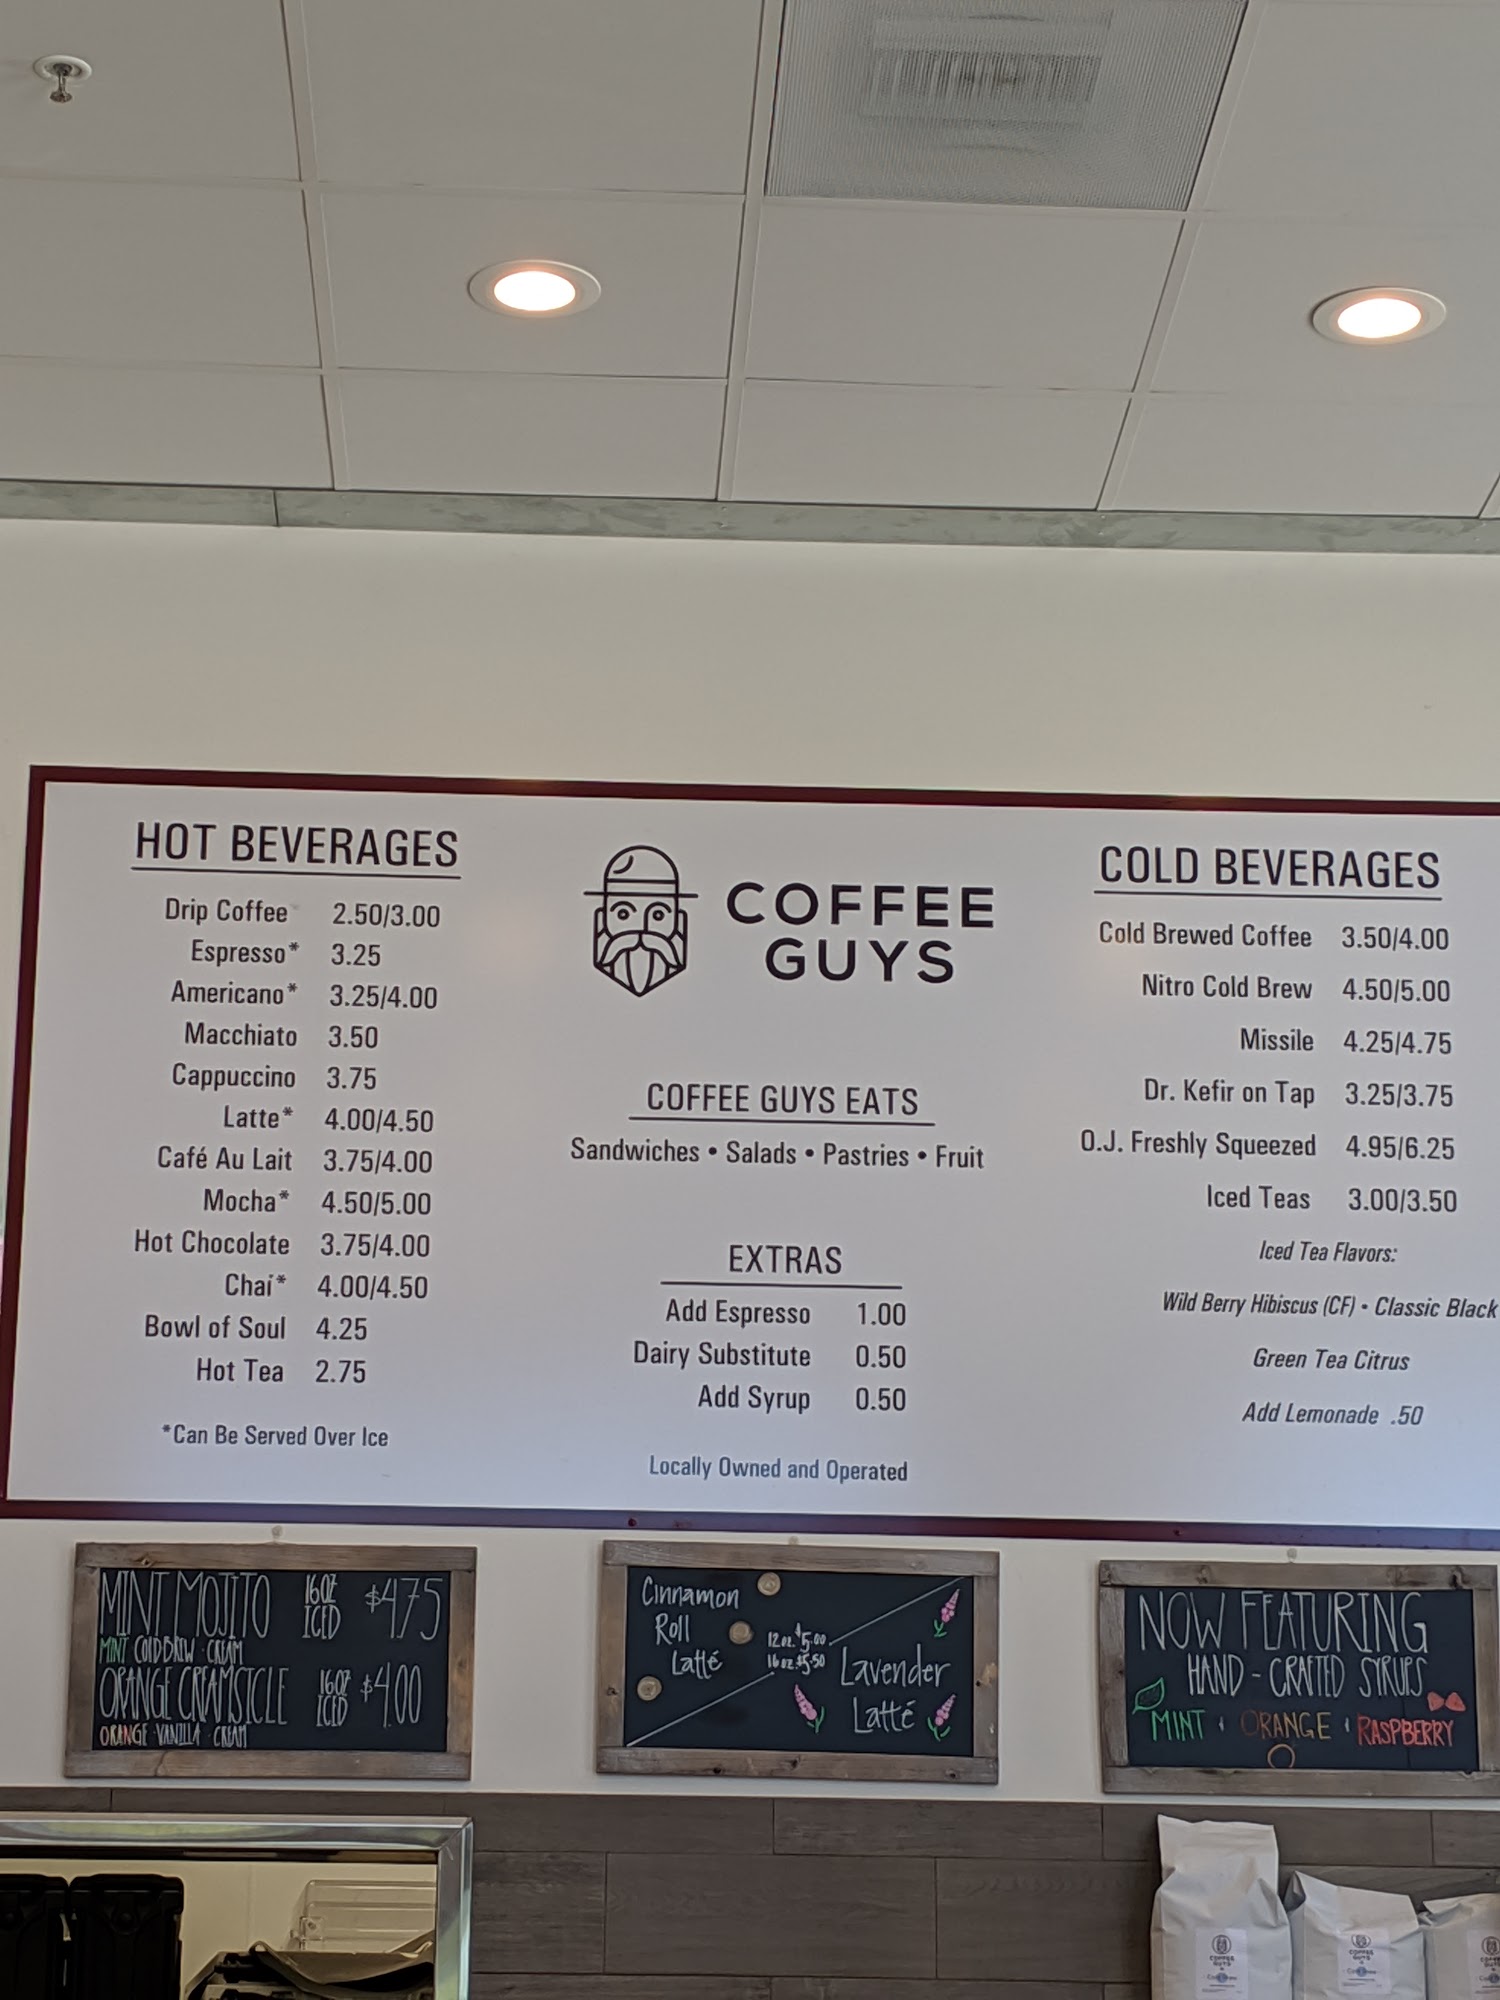 HOT BEVERAGES
Drip Coffee 2.50/3.00
Espresso* 3.25
Americano* 3.25/4.00
Macchiato 3.50
Cappuccino 3.75
Latte* 4.00/4.50
Café Au Lait 3.75/4.00
Mocha* 4.50/5.00
Hot Chocolate 3.75/4.00
Chai* 4.00/4.50
Bowl of Soul 4.25
Hot Tea 2.75
*Can Be Served Over Ice
COFFEE
GUYS
COFFEE GUYS EATS
Sandwiches • Salads • Pastries • Fruit
EXTRAS
Add Espresso 1.00
Dairy Substitute 0.50
Add Syrup 0.50
Locally Owned and Operated
COLD BEVERAGES
Cold Brewed Coffee 3.50/4.00
Nitro Cold Brew 4.50/5.00
Missile 4.25/4.75
Dr. Kefir on Tap 3.25/3.75
O.J. Freshly Squeezed 4.95/6.25
Iced Teas 3.00/3.50
Iced Tea Flavors:
Wild Berry Hibiscus (CF) • Classic Black
Green Tea Citrus
Add Lemonade .50
MINT MOJITO 16OZ ICED $4.75
MINT COLDBREW · CREAM
ORANGE CREAMSICLE 16OZ ICED $4.00
ORANGE · VANILLA · CREAM
Cinnamon
Roll
Latté
12oz. $5.00
16oz. $5.50
Lavender
Latté
NOW FEATURING
HAND-CRAFTED SYRUPS
MINT · ORANGE · RASPBERRY
COFFEE
GUYS
Cold Brew
COFFEE
GUYS